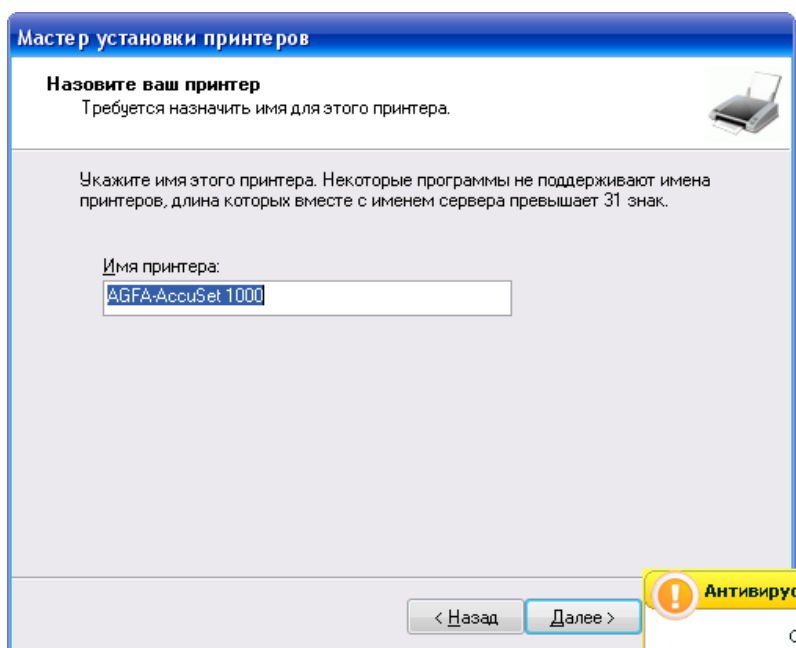 Мастер установки принтеров
Назовите ваш принтер
Требуется назначить имя для этого принтера.
Укажите имя этого принтера. Некоторые программы не поддерживают имена
принтеров, длина которых вместе с именем сервера превышает 31 знак.
Имя принтера:
AGFA-AccuSet 1000
< Назад
Далее >